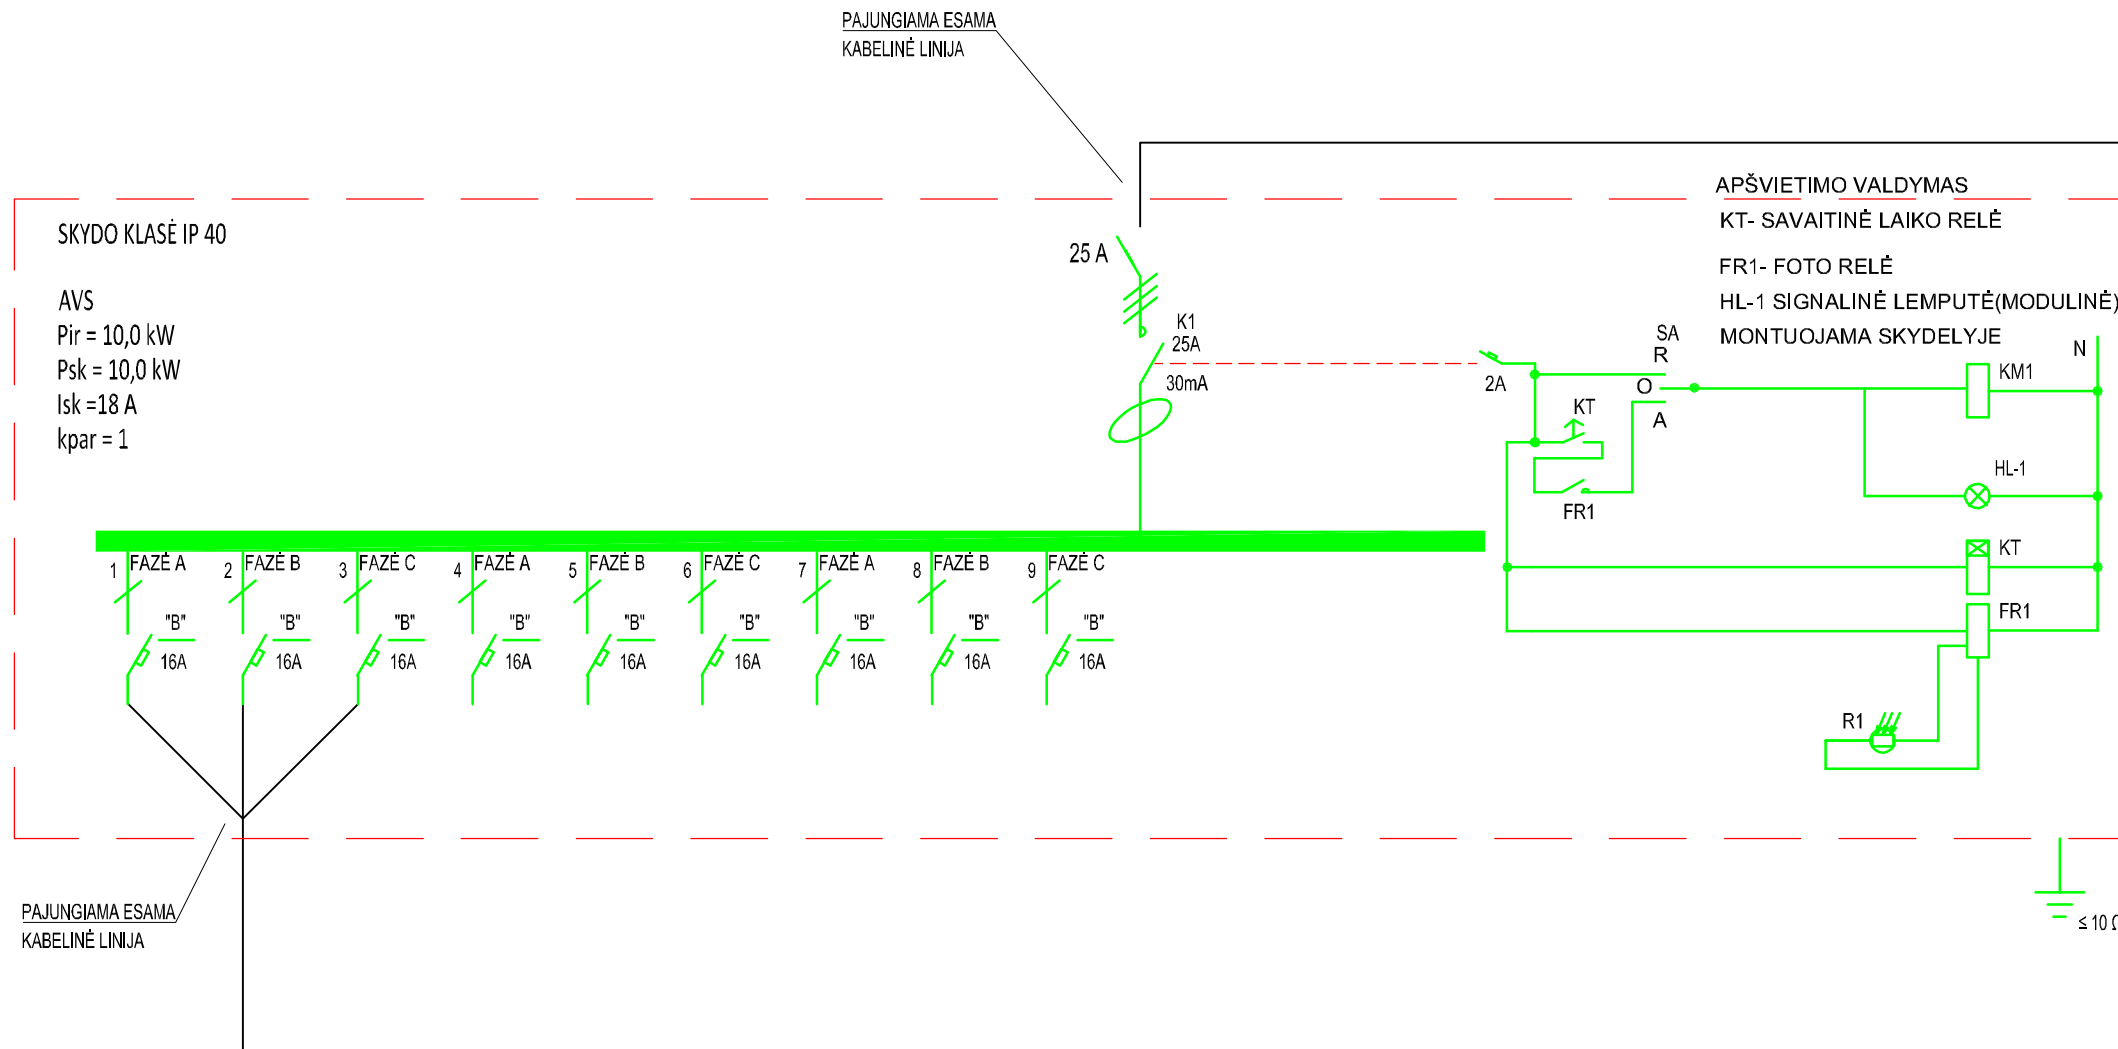 PAJUNGIAMA ESAMA
KABELINĖ LINIJA
SKYDO KLASĖ IP 40
AVS
Pir = 10,0 kW
Psk = 10,0 kW
Isk =18 A
kpar = 1
25 A
K1
25A
30mA
APŠVIETIMO VALDYMAS
KT- SAVAITINĖ LAIKO RELĖ
FR1- FOTO RELĖ
HL-1 SIGNALINĖ LEMPUTĖ(MODULINĖ)
MONTUOJAMA SKYDELYJE
2A
SA
R
O
A
KT
FR1
N
KM1
HL-1
KT
FR1
R1
1 FAZĖ A
2 FAZĖ B
3 FAZĖ C
4 FAZĖ A
5 FAZĖ B
6 FAZĖ C
7 FAZĖ A
8 FAZĖ B
9 FAZĖ C
"B" "B" "B" "B" "B" "B" "B" "B" "B"
16A 16A 16A 16A 16A 16A 16A 16A 16A
PAJUNGIAMA ESAMA
KABELINĖ LINIJA
≤ 10 Ω